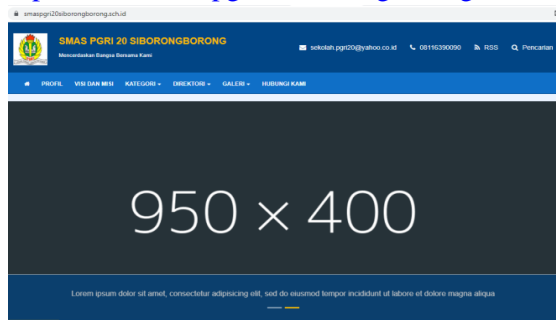 smaspgri20siborongborong.sch.id
SMAS PGRI 20 SIBORONGBORONG
Mencerdaskan Bangsa Bersama Kami
sekolah.pgri20@yahoo.co.id 08116390090 RSS Pencarian
PROFIL VISI DAN MISI KATEGORI DIREKTORI GALERI HUBUNGI KAMI
950 × 400
Lorem ipsum dolor sit amet, consectetur adipisicing elit, sed do eiusmod tempor incididunt ut labore et dolore magna aliqua